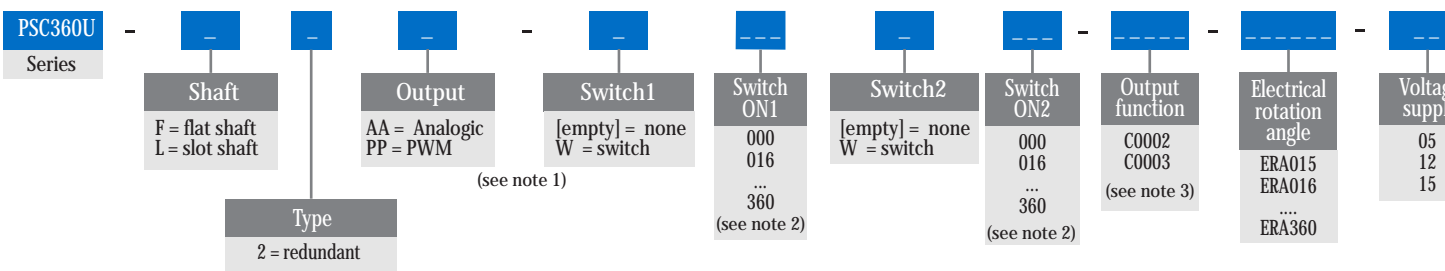 PSC360U - _ _ _ - _ _ _ _ _ _ _ _ - _ _ _ _ _ - _ _ _ _ _ _ - _ _
Series
Shaft
F = flat shaft
L = slot shaft
Type
2 = redundant
Output
AA = Analogic
PP = PWM
(see note 1)
Switch1
[empty] = none
W = switch
Switch
ON1
000
016
...
360
(see note 2)
Switch2
[empty] = none
W = switch
Switch
ON2
000
016
...
360
(see note 2)
Output
function
C0002
C0003
(see note 3)
Electrical
rotation
angle
ERA015
ERA016
....
ERA360
05
12
15